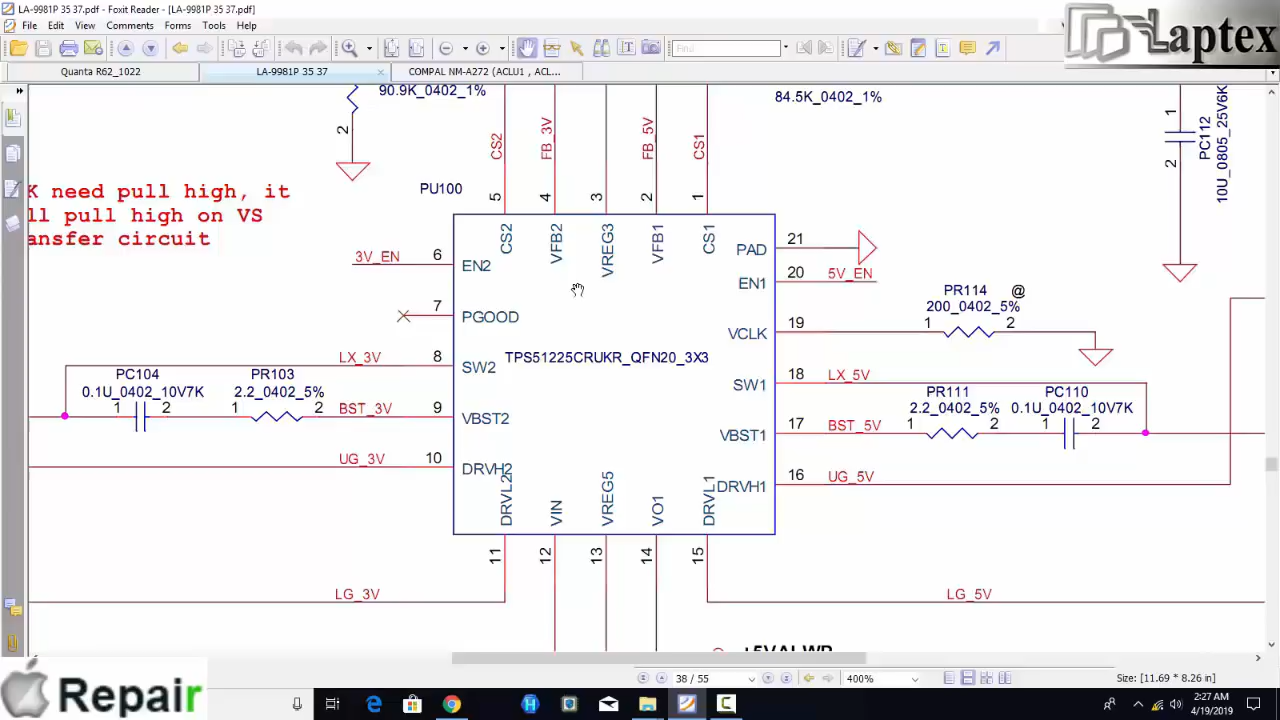 LA-9981P 35 37.pdf - Foxit Reader - [LA-9981P 35 37.pdf]
File Edit View Comments Forms Tools Help
Laptex
Find
Quanta R62_1022
LA-9981P 35 37
COMPAL NM-A272 (ACLU1 , ACL...
90.9K_0402_1%
84.5K_0402_1%
2
CS2
FB_3V
FB_5V
CS1
1
2
PC112
10U_0805_25V6K
K need pull high, it
ll pull high on VS
ansfer circuit
PU100
5
4
3
2
1
CS2
VFB2
VREG3
VFB1
CS1
3V_EN
6
EN2
7
PGOOD
LX_3V
8
SW2
PC104
0.1U_0402_10V7K
1
2
PR103
2.2_0402_5%
1
2
BST_3V
9
VBST2
UG_3V
10
DRVH2
TPS51225CRUKR_QFN20_3X3
PAD
21
EN1
20
5V_EN
VCLK
19
PR114
@
200_0402_5%
1
2
SW1
18
LX_5V
VBST1
17
BST_5V
PR111
2.2_0402_5%
1
2
PC110
0.1U_0402_10V7K
1
2
DRVH1
16
UG_5V
DRVL2
VIN
VREG5
VO1
DRVL1
11
12
13
14
15
LG_3V
LG_5V
+5VALWP
38 / 55
400%
Size: [11.69 * 8.26 in]
Repair
2:27 AM
4/19/2019